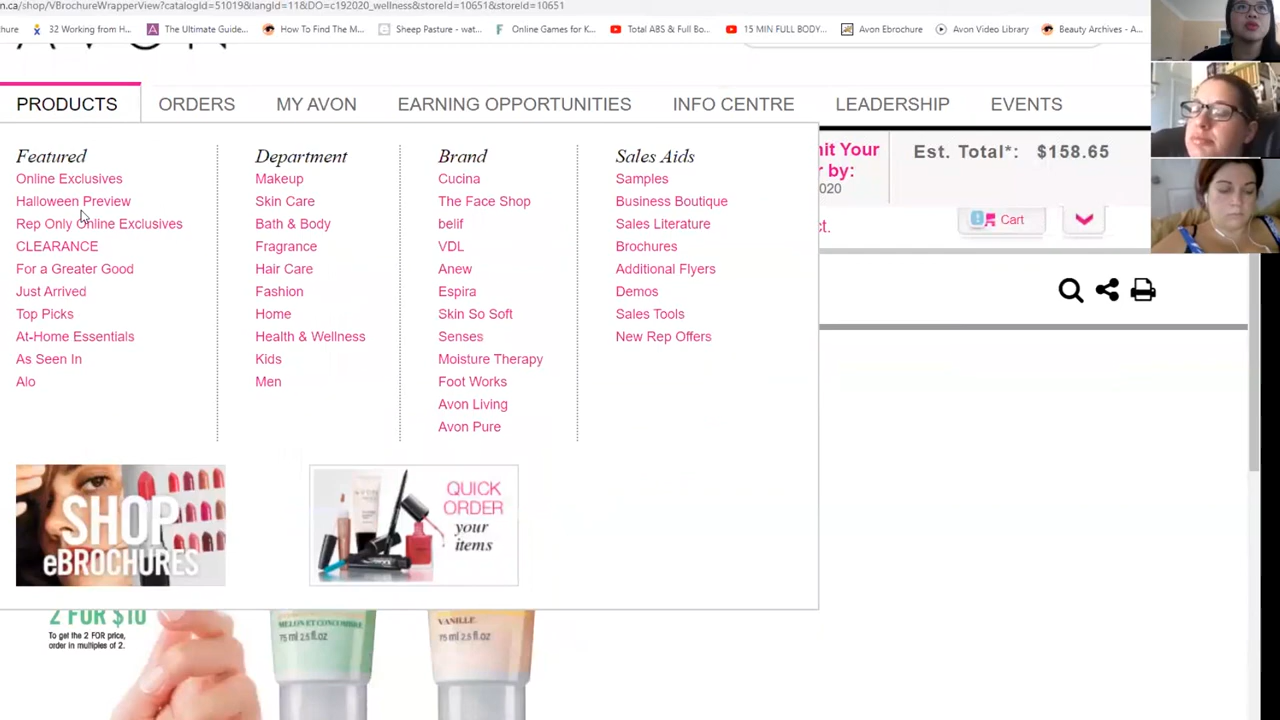 n.ca/shop/VBrochureWrapperView?catalogId=51019&langId=11&DO=c192020_wellness&storeId=10651&storeId=10651
chure
32 Working from H...
The Ultimate Guide...
How To Find The M...
Sheep Pasture - wat...
Online Games for K...
Total ABS & Full Bo...
15 MIN FULL BODY...
Avon Ebrochure
Avon Video Library
Beauty Archives - A...
AVON
PRODUCTS
ORDERS
MY AVON
EARNING OPPORTUNITIES
INFO CENTRE
LEADERSHIP
EVENTS
Featured
Online Exclusives
Halloween Preview
Rep Only Online Exclusives
CLEARANCE
For a Greater Good
Just Arrived
Top Picks
At-Home Essentials
As Seen In
Alo
Department
Makeup
Skin Care
Bath & Body
Fragrance
Hair Care
Fashion
Home
Health & Wellness
Kids
Men
Brand
Cucina
The Face Shop
belif
VDL
Anew
Espira
Skin So Soft
Senses
Moisture Therapy
Foot Works
Avon Living
Avon Pure
Sales Aids
Samples
Business Boutique
Sales Literature
Brochures
Additional Flyers
Demos
Sales Tools
New Rep Offers
mit Your
r by:
020
Est. Total*: $158.65
ct.
Cart
SHOP
eBROCHURES
QUICK
ORDER
your
items
2 FOR $10
To get the 2 FOR price,
order in multiples of 2.
MELON ET CONCOMBRE
75 ml 2.5 fl.oz
VANILLE
75 ml 2.5 fl.oz